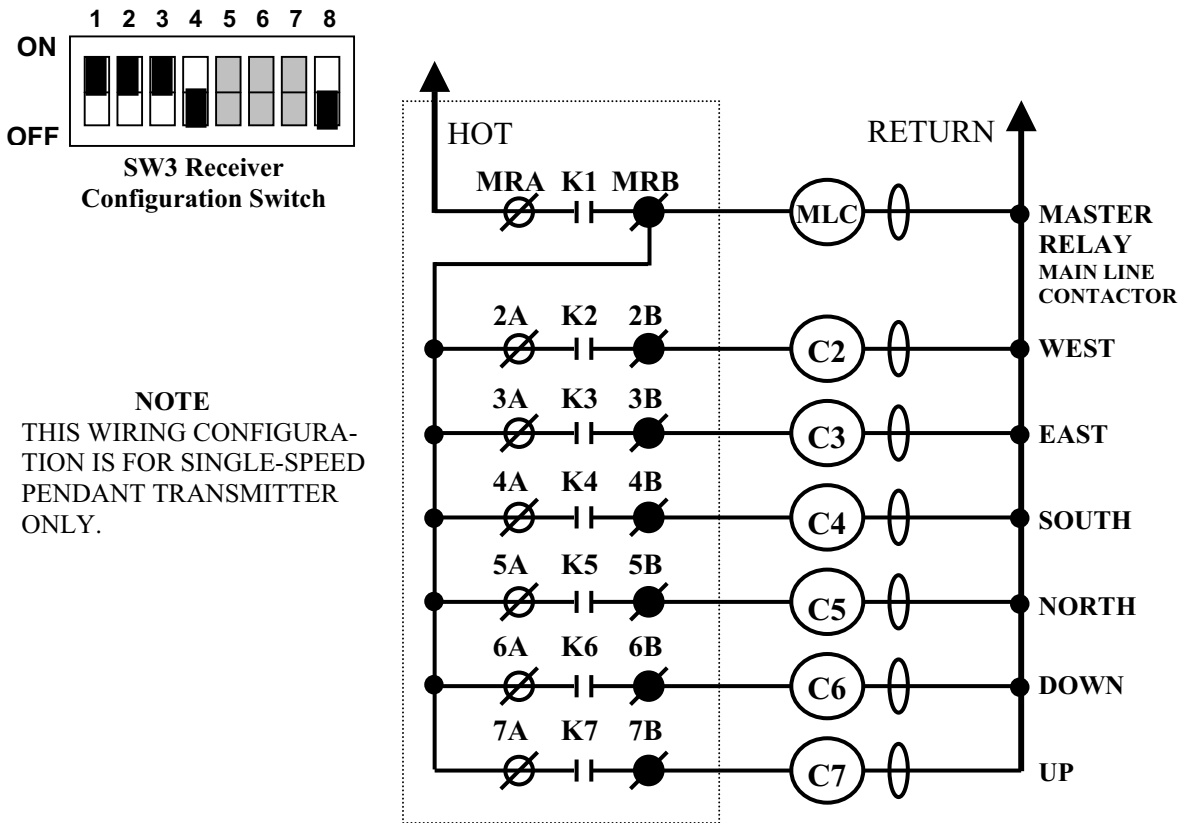 1 2 3 4 5 6 7 8
ON
OFF
SW3 Receiver
Configuration Switch
NOTE
THIS WIRING CONFIGURA-
TION IS FOR SINGLE-SPEED
PENDANT TRANSMITTER
ONLY.
HOT
RETURN
MRA K1 MRB
MLC
MASTER
RELAY
MAIN LINE
CONTACTOR
2A K2 2B
C2
WEST
3A K3 3B
C3
EAST
4A K4 4B
C4
SOUTH
5A K5 5B
C5
NORTH
6A K6 6B
C6
DOWN
7A K7 7B
C7
UP